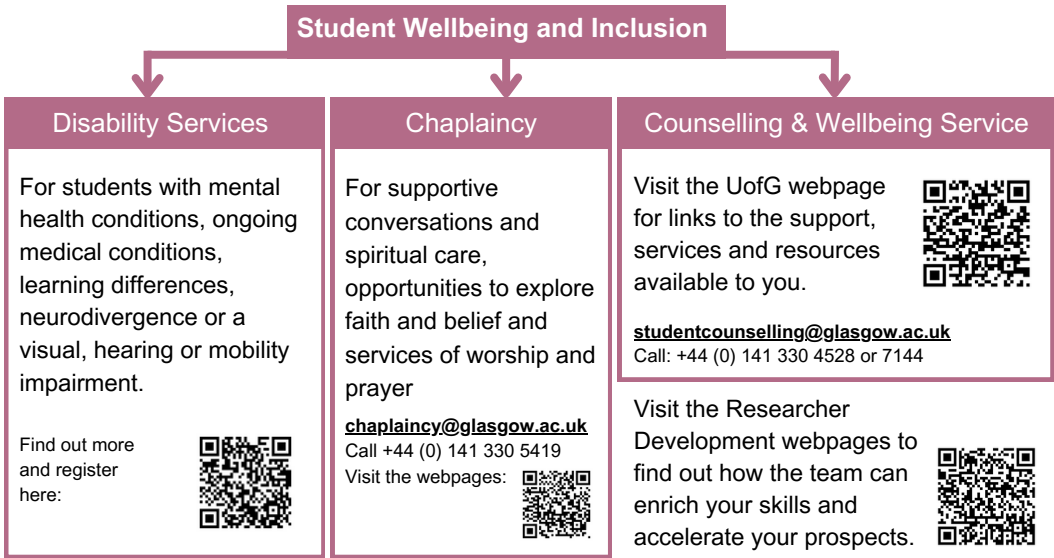 Student Wellbeing and Inclusion
Disability Services
For students with mental
health conditions, ongoing
medical conditions,
learning differences,
neurodivergence or a
visual, hearing or mobility
impairment.
Find out more
and register
here:
Chaplaincy
For supportive
conversations and
spiritual care,
opportunities to explore
faith and belief and
services of worship and
prayer
chaplaincy@glasgow.ac.uk
Call +44 (0) 141 330 5419
Visit the webpages:
Counselling & Wellbeing Service
Visit the UofG webpage
for links to the support,
services and resources
available to you.
studentcounselling@glasgow.ac.uk
Call: +44 (0) 141 330 4528 or 7144
Visit the Researcher
Development webpages to
find out how the team can
enrich your skills and
accelerate your prospects.